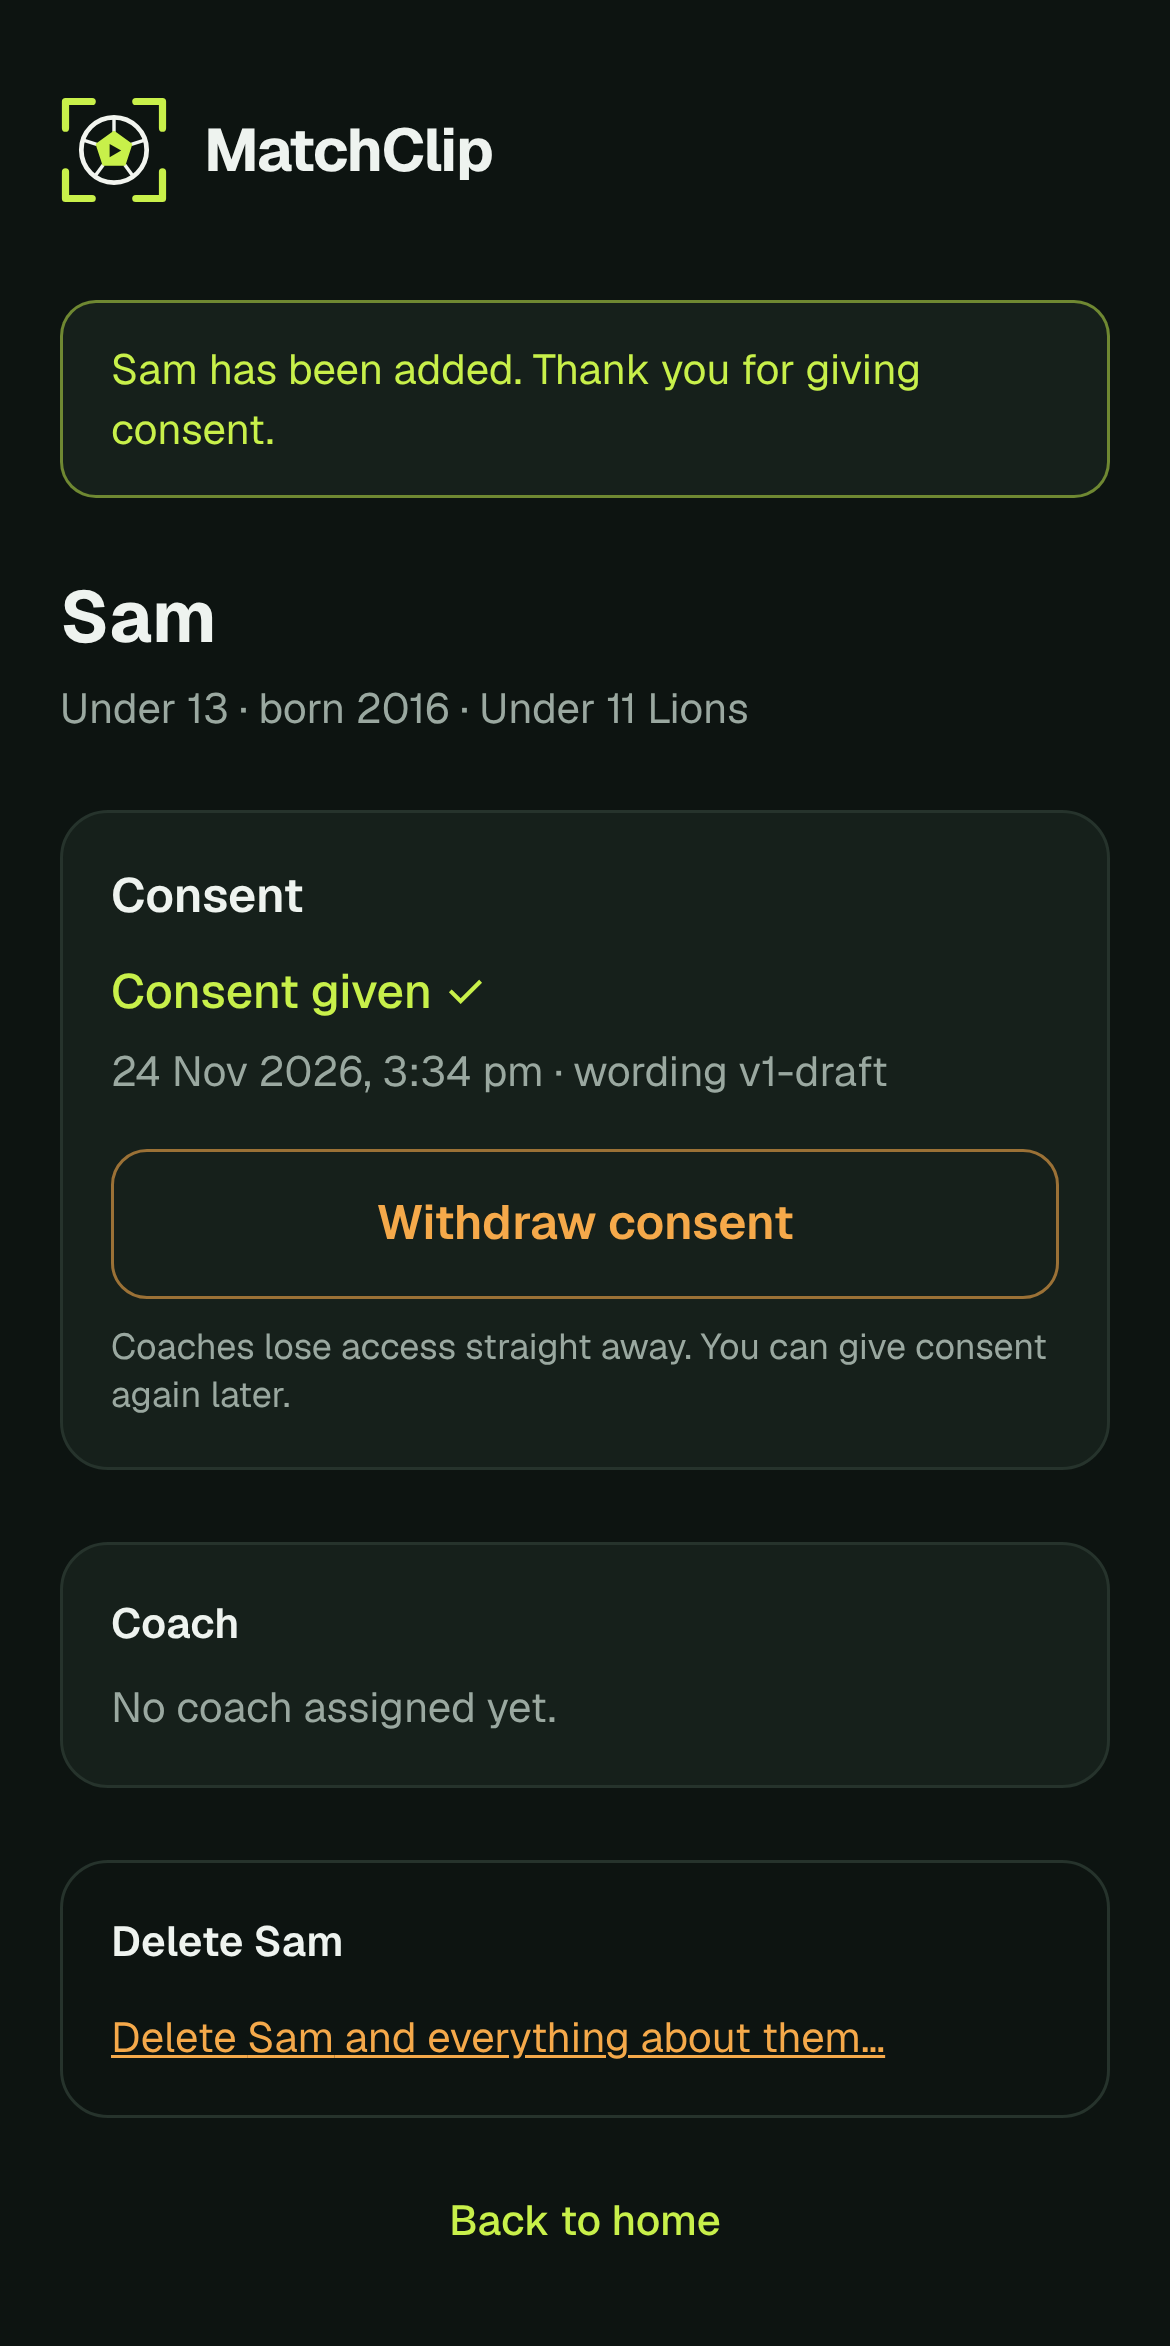 MatchClip
Sam has been added. Thank you for giving
consent.
Sam
Under 13 · born 2016 · Under 11 Lions
Consent
Consent given ✓
24 Nov 2026, 3:34 pm · wording v1-draft
Withdraw consent
Coaches lose access straight away. You can give consent
again later.
Coach
No coach assigned yet.
Delete Sam
Delete Sam and everything about them…
Back to home